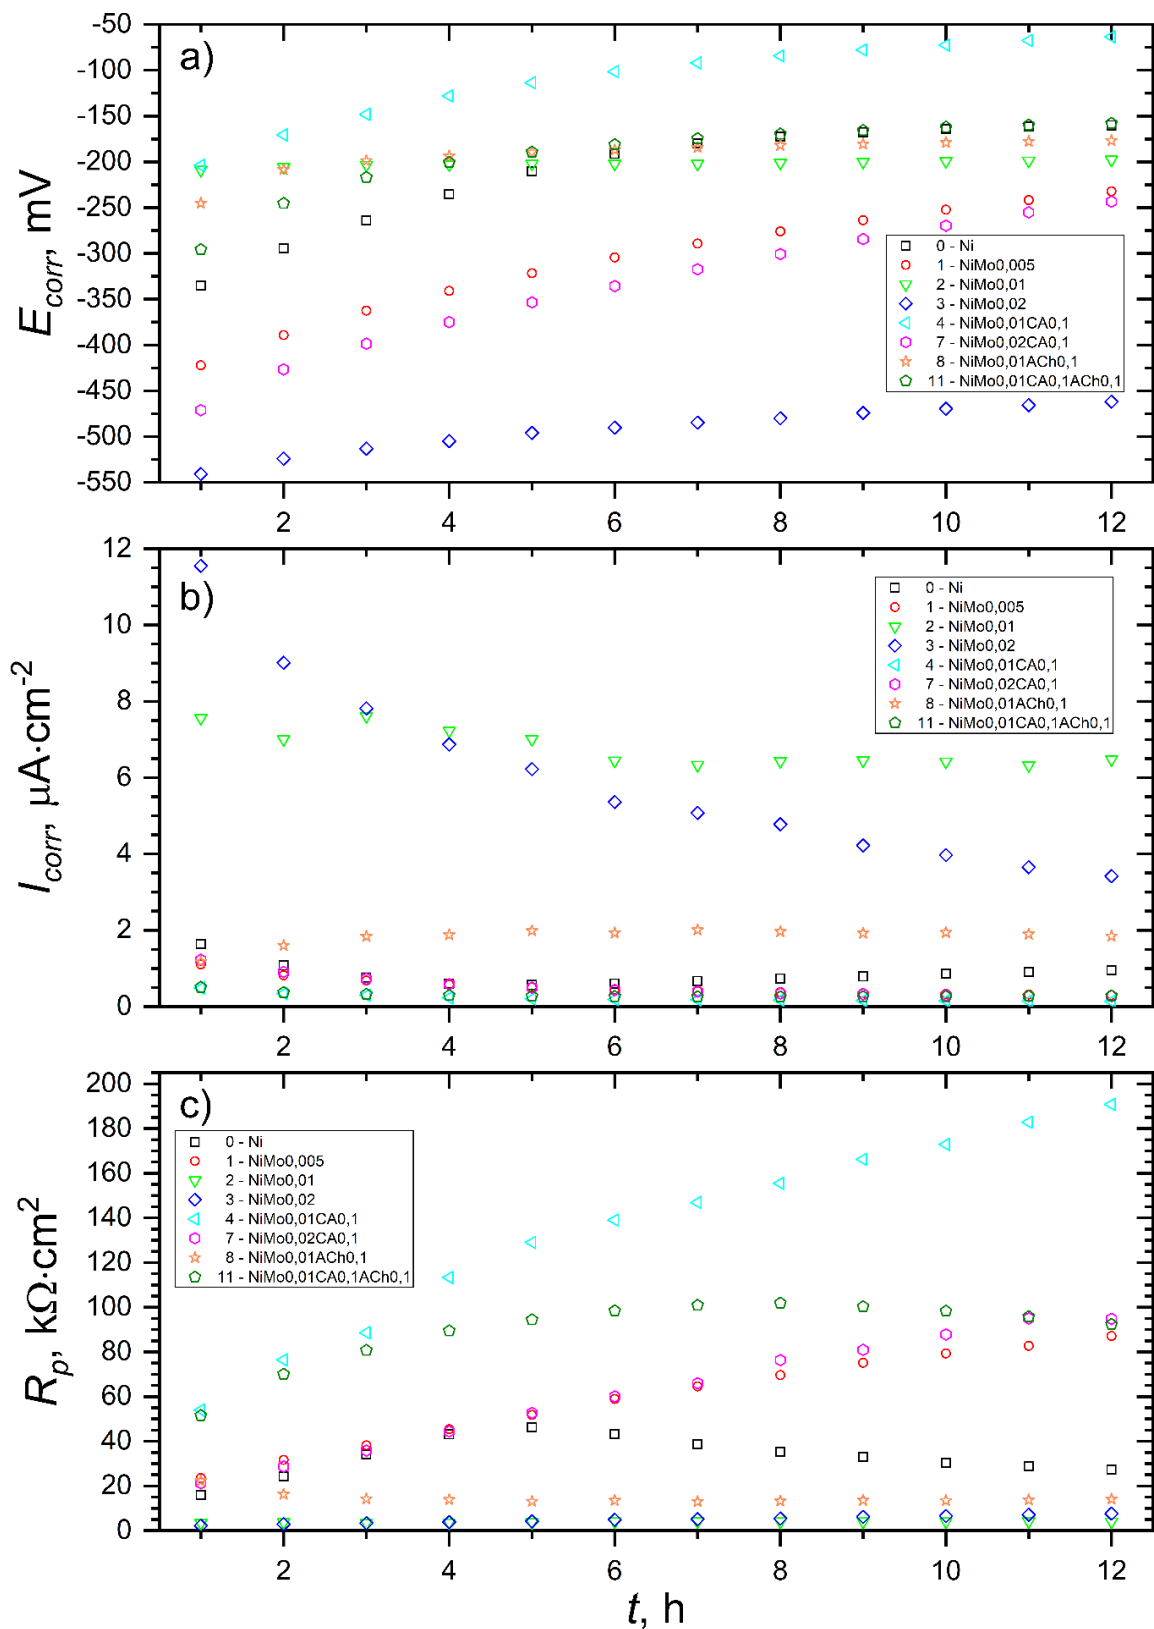 a)
-50
-100
-150
-200
-250
-300
-350
-400
-450
-500
-550
E_corr, mV
0 - Ni
1 - NiMo0,005
2 - NiMo0,01
3 - NiMo0,02
4 - NiMo0,01CA0,1
7 - NiMo0,02CA0,1
8 - NiMo0,01ACh0,1
11 - NiMo0,01CA0,1ACh0,1
2 4 6 8 10 12
b)
12
10
8
6
4
2
0
I_corr, μA·cm⁻²
0 - Ni
1 - NiMo0,005
2 - NiMo0,01
3 - NiMo0,02
4 - NiMo0,01CA0,1
7 - NiMo0,02CA0,1
8 - NiMo0,01ACh0,1
11 - NiMo0,01CA0,1ACh0,1
2 4 6 8 10 12
c)
200
180
160
140
120
100
80
60
40
20
0
R_p, kΩ·cm²
0 - Ni
1 - NiMo0,005
2 - NiMo0,01
3 - NiMo0,02
4 - NiMo0,01CA0,1
7 - NiMo0,02CA0,1
8 - NiMo0,01ACh0,1
11 - NiMo0,01CA0,1ACh0,1
2 4 6 8 10 12
t, h